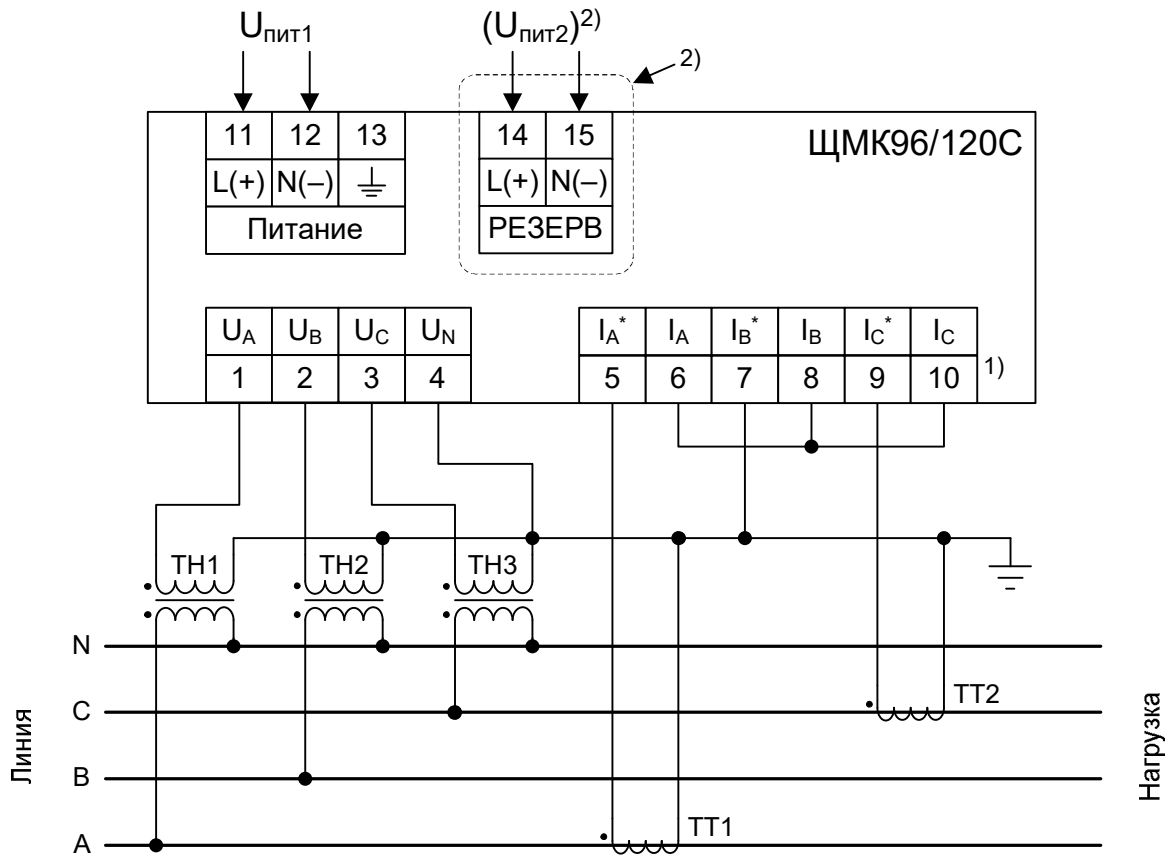 Uпит1 (Uпит2)2) 2)
11 12 13 14 15 ЩМК96/120С
L(+) N(–) L(+) N(–)
Питание РЕЗЕРВ
UA UB UC UN IA* IA IB* IB IC* IC
1 2 3 4 5 6 7 8 9 10 1)
ТН1 ТН2 ТН3
N
C ТТ2
B
A ТТ1
Линия
Нагрузка